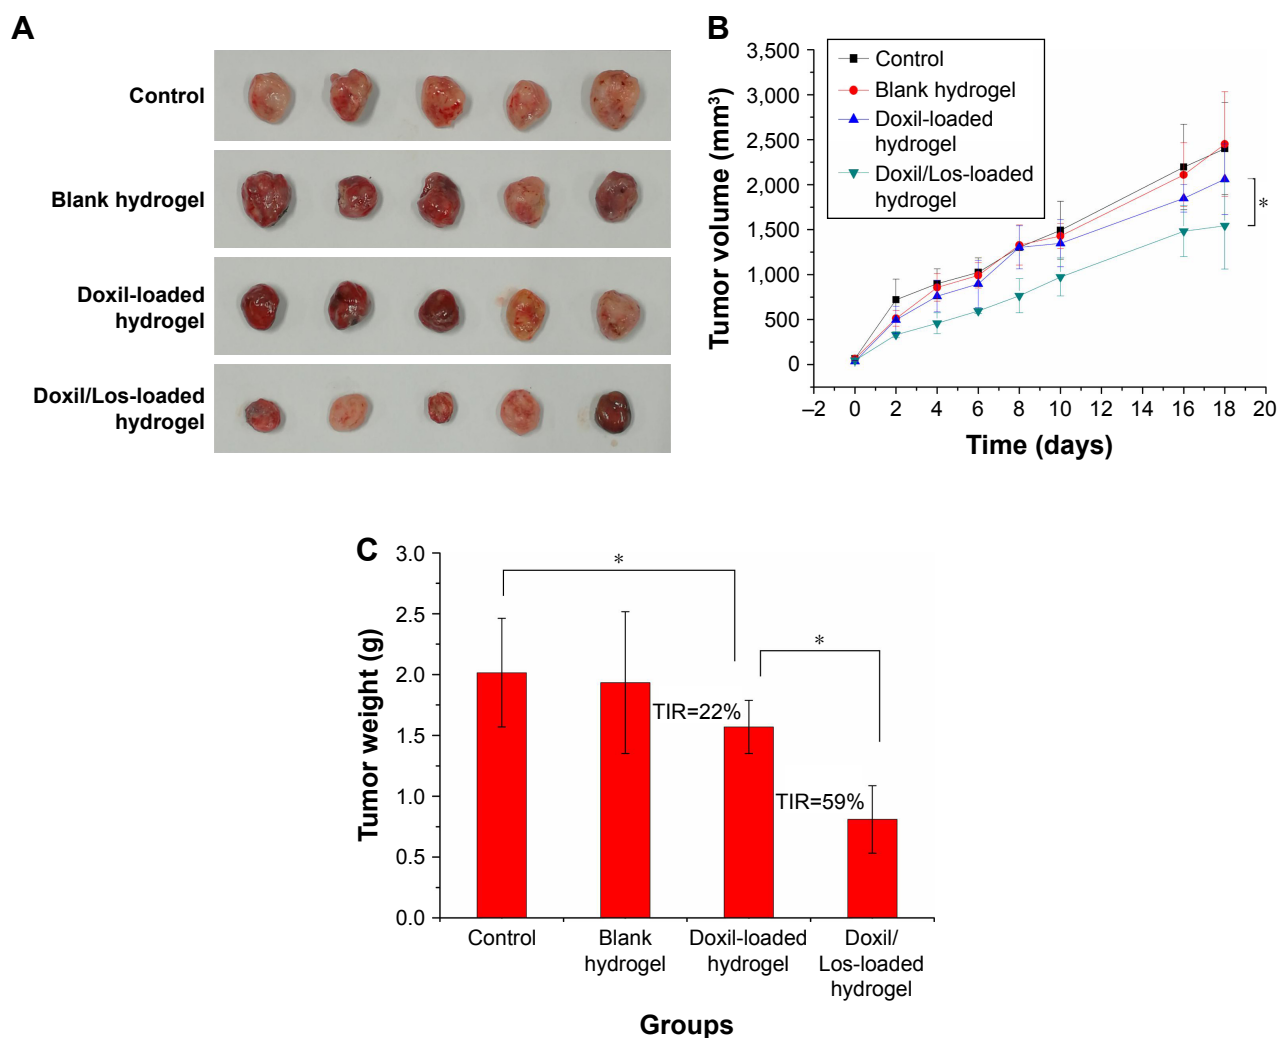 A
Control
Blank hydrogel
Doxil-loaded
hydrogel
Doxil/Los-loaded
hydrogel
B
Tumor volume (mm³)
3,500
3,000
2,500
2,000
1,500
1,000
500
0
Control
Blank hydrogel
Doxil-loaded
hydrogel
Doxil/Los-loaded
hydrogel
*
–2 0 2 4 6 8 10 12 14 16 18 20
Time (days)
C
Tumor weight (g)
3.0
2.5
2.0
1.5
1.0
0.5
0.0
*
*
TIR=22%
TIR=59%
Control
Blank
hydrogel
Doxil-loaded
hydrogel
Doxil/
Los-loaded
hydrogel
Groups